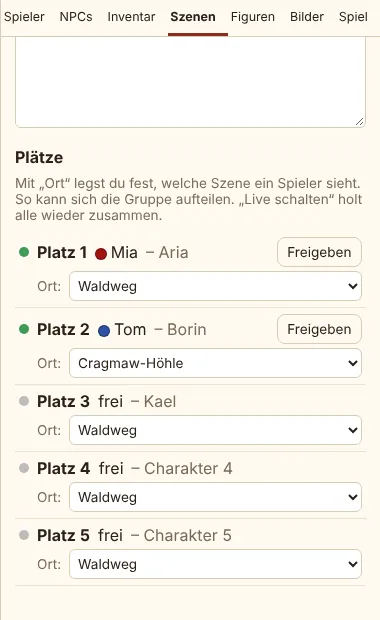 Spieler NPCs Inventar Szenen Figuren Bilder Spiel
Plätze
Mit „Ort“ legst du fest, welche Szene ein Spieler sieht.
So kann sich die Gruppe aufteilen. „Live schalten“ holt
alle wieder zusammen.
Platz 1 Mia – Aria Freigeben
Ort: Waldweg
Platz 2 Tom – Borin Freigeben
Ort: Cragmaw-Höhle
Platz 3 frei – Kael
Ort: Waldweg
Platz 4 frei – Charakter 4
Ort: Waldweg
Platz 5 frei – Charakter 5
Ort: Waldweg